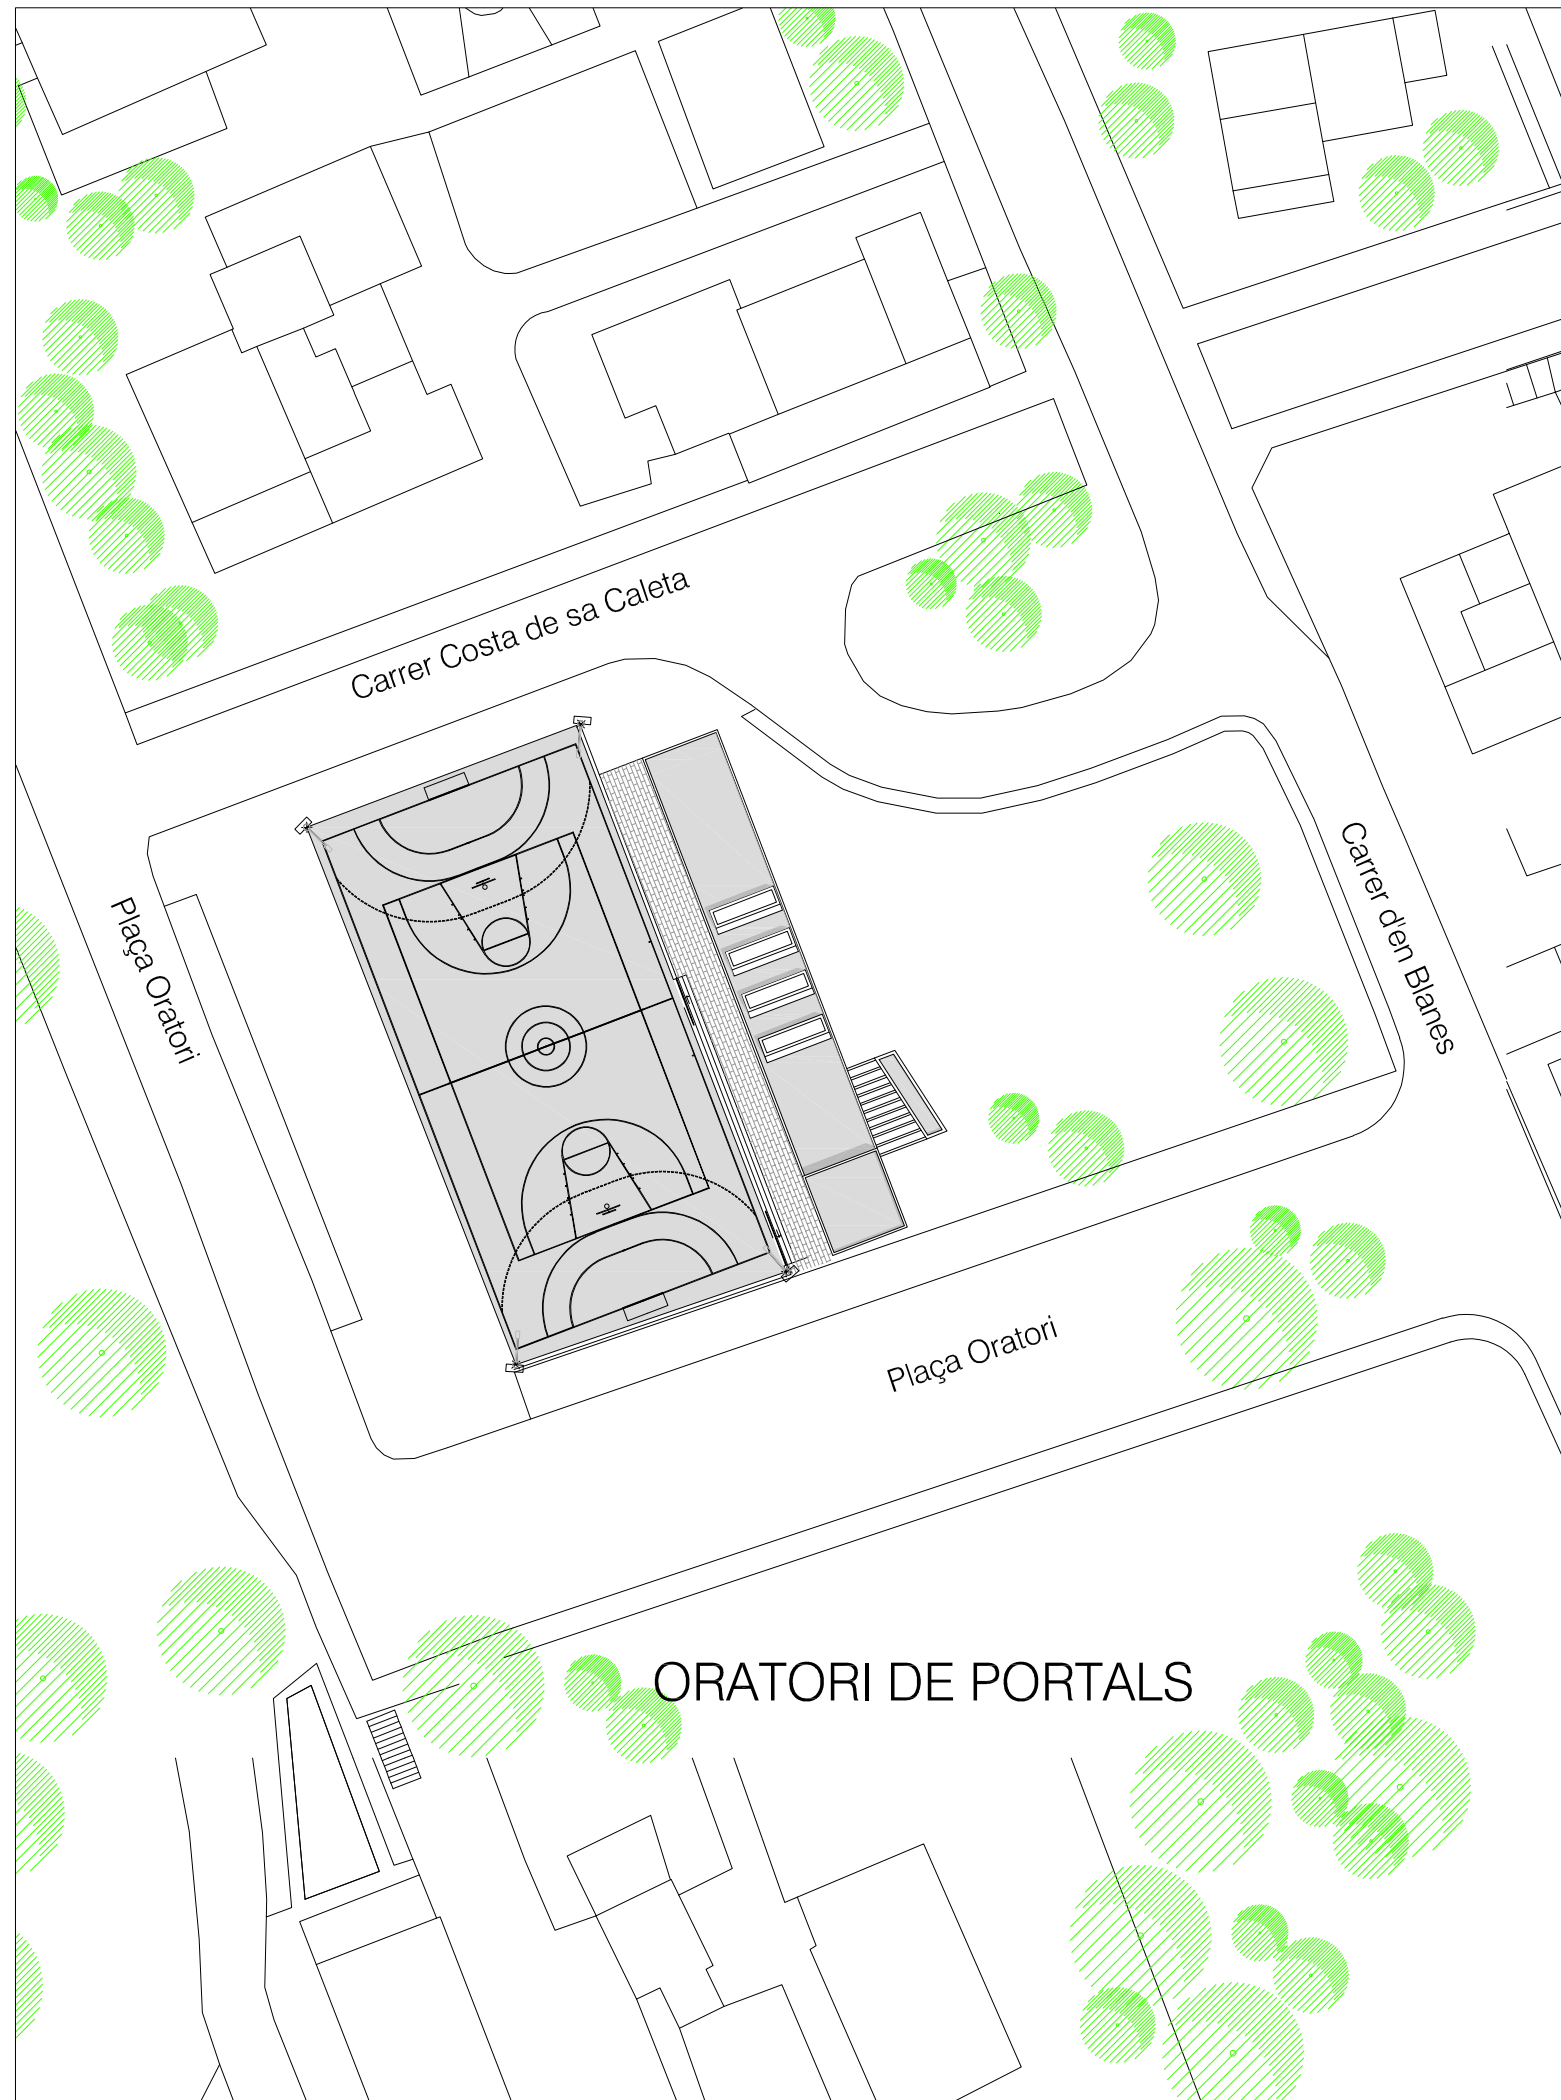 Carrer Costa de sa Caleta
Plaça Oratori
Carrer d'en Blanes
Plaça Oratori
ORATORI DE PORTALS